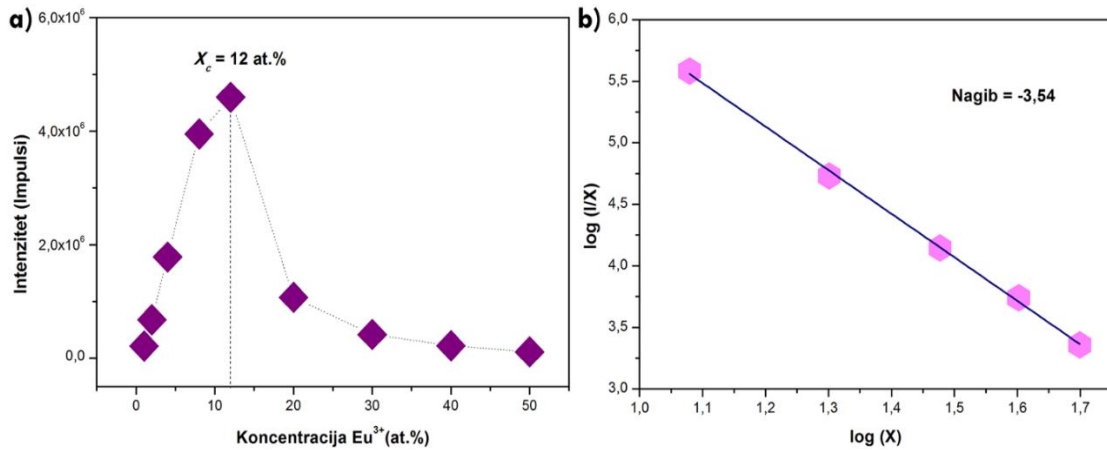 a)
6,0x10⁶
4,0x10⁶
2,0x10⁶
0,0
Intenzitet (Impulsi)
X_c = 12 at.%
0 10 20 30 40 50
Koncentracija Eu³⁺(at.%)
b)
6,0
5,5
5,0
4,5
4,0
3,5
3,0
log (I/X)
Nagib = -3,54
1,0 1,1 1,2 1,3 1,4 1,5 1,6 1,7
log (X)